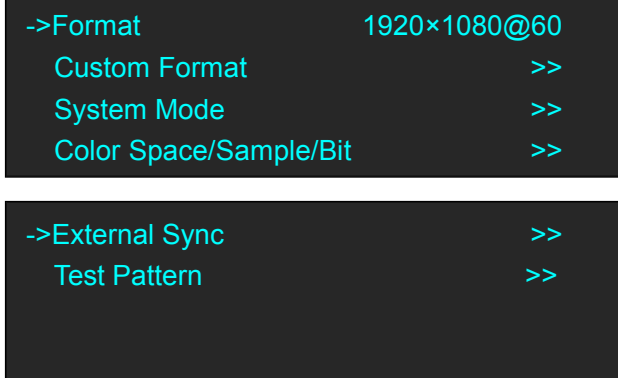 ->Format 1920×1080@60
Custom Format >>
System Mode >>
Color Space/Sample/Bit >>
->External Sync >>
Test Pattern >>